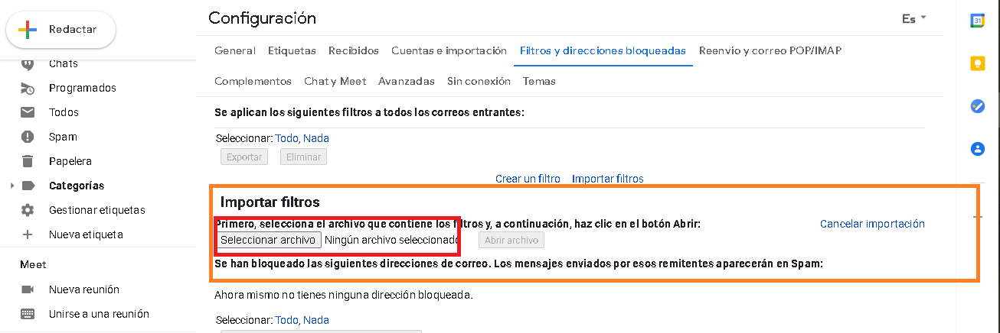 Configuración
Es
Redactar
General Etiquetas Recibidos Cuentas e importación Filtros y direcciones bloqueadas Reenvío y correo POP/IMAP
Complementos Chat y Meet Avanzadas Sin conexión Temas
Chats
Programados
Todos
Spam
Papelera
Categorías
Gestionar etiquetas
Nueva etiqueta
Meet
Nueva reunión
Unirse a una reunión
Se aplican los siguientes filtros a todos los correos entrantes:
Seleccionar: Todo, Nada
Exportar Eliminar
Crear un filtro Importar filtros
Importar filtros
Primero, selecciona el archivo que contiene los filtros y, a continuación, haz clic en el botón Abrir: Cancelar importación
Seleccionar archivo Ningún archivo seleccionado Abrir archivo
Se han bloqueado las siguientes direcciones de correo. Los mensajes enviados por esos remitentes aparecerán en Spam:
Ahora mismo no tienes ninguna dirección bloqueada.
Seleccionar: Todo, Nada
31